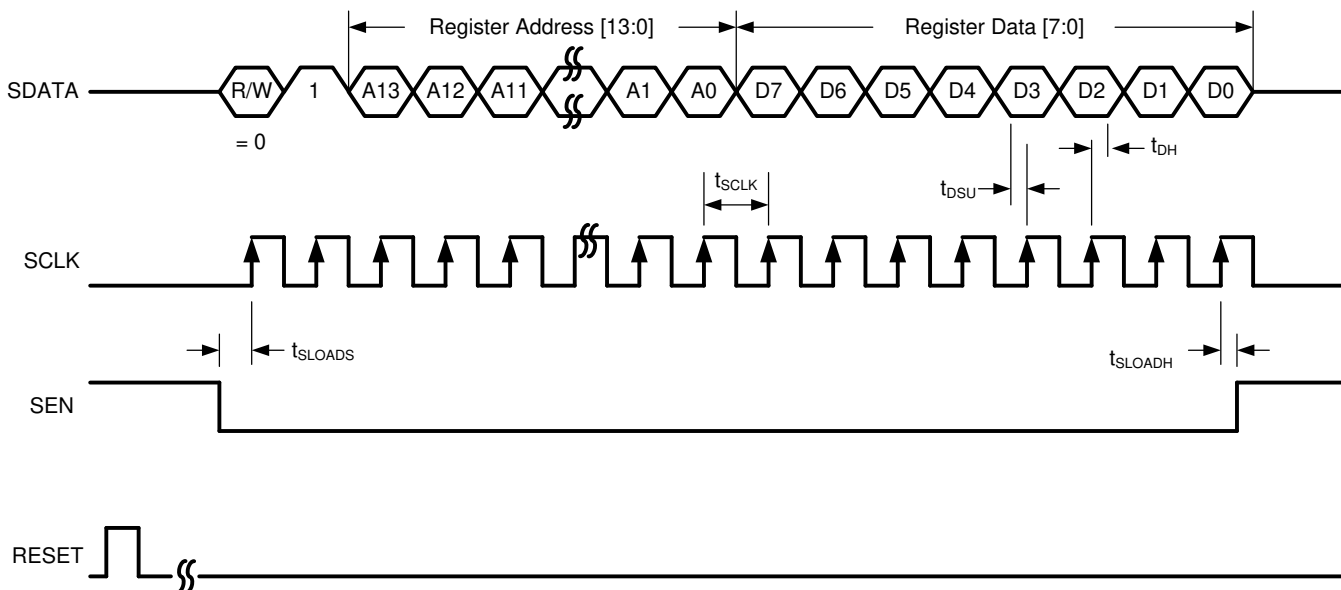 Register Address [13:0] Register Data [7:0]
SDATA R/W 1 A13 A12 A11 A1 A0 D7 D6 D5 D4 D3 D2 D1 D0
= 0
tDH
tSCLK
tDSU
SCLK
tSLOADS
tSLOADH
SEN
RESET